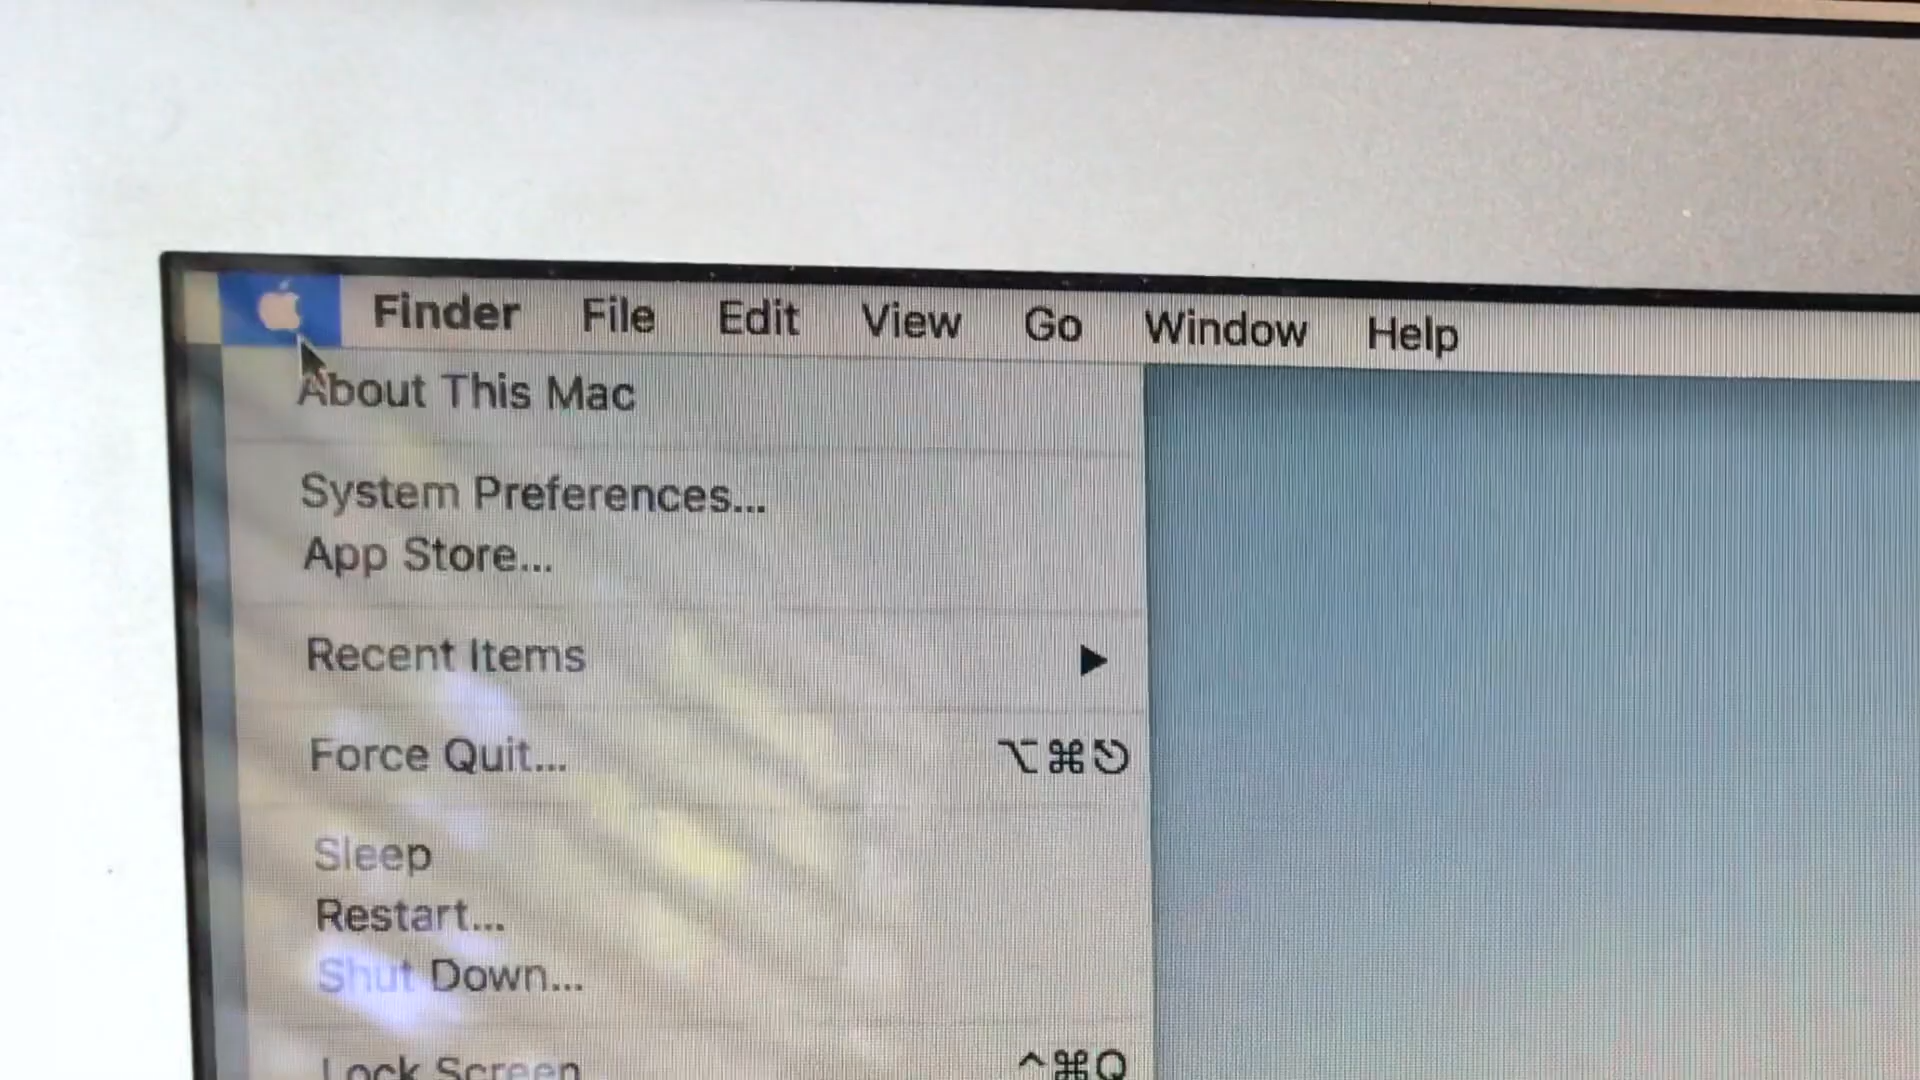 Finder File Edit View Go Window Help
About This Mac
System Preferences...
App Store...
Recent Items ▶
Force Quit... ⌥⌘⎋
Sleep
Restart...
Shut Down...
Lock Screen ^⌘Q